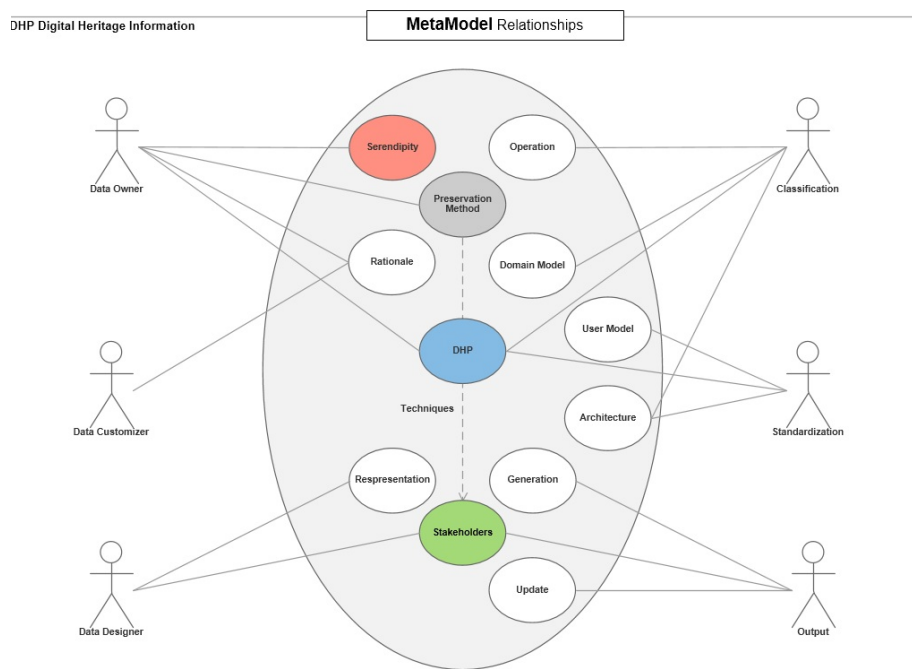 DHP Digital Heritage Information
MetaModel Relationships
Serendipity
Operation
Data Owner
Classification
Preservation
Method
Rationale
Domain Model
User Model
DHP
Techniques
Architecture
Data Customizer
Standardization
Respresentation
Generation
Stakeholders
Update
Data Designer
Output